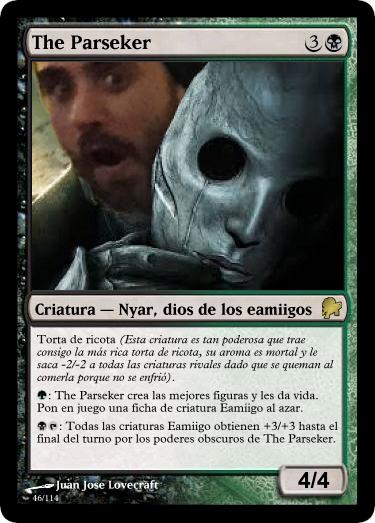 The Parseker 3
Criatura — Nyar, dios de los eamiigos
Torta de ricota (Esta criatura es tan poderosa que trae
consigo la más rica torta de ricota, su aroma es mortal y le
saca -2/-2 a todas las criaturas rivales dado que se queman al
comerla porque no se enfrió).
: The Parseker crea las mejores figuras y les da vida.
Pon en juego una ficha de criatura Eamiigo al azar.
: Todas las criaturas Eamiigo obtienen +3/+3 hasta el
final del turno por los poderes obscuros de The Parseker.
4/4
Juan Jose Lovecraft
46/114